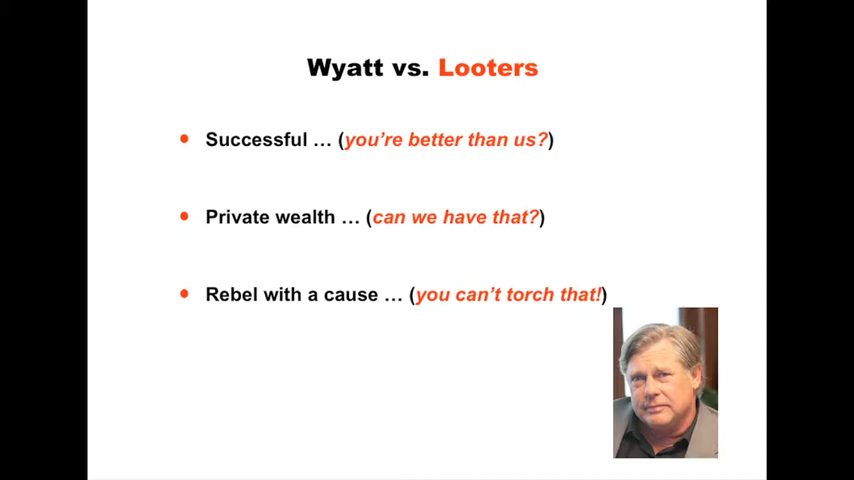 Wyatt vs. Looters
• Successful … (you're better than us?)
• Private wealth … (can we have that?)
• Rebel with a cause … (you can't torch that!)